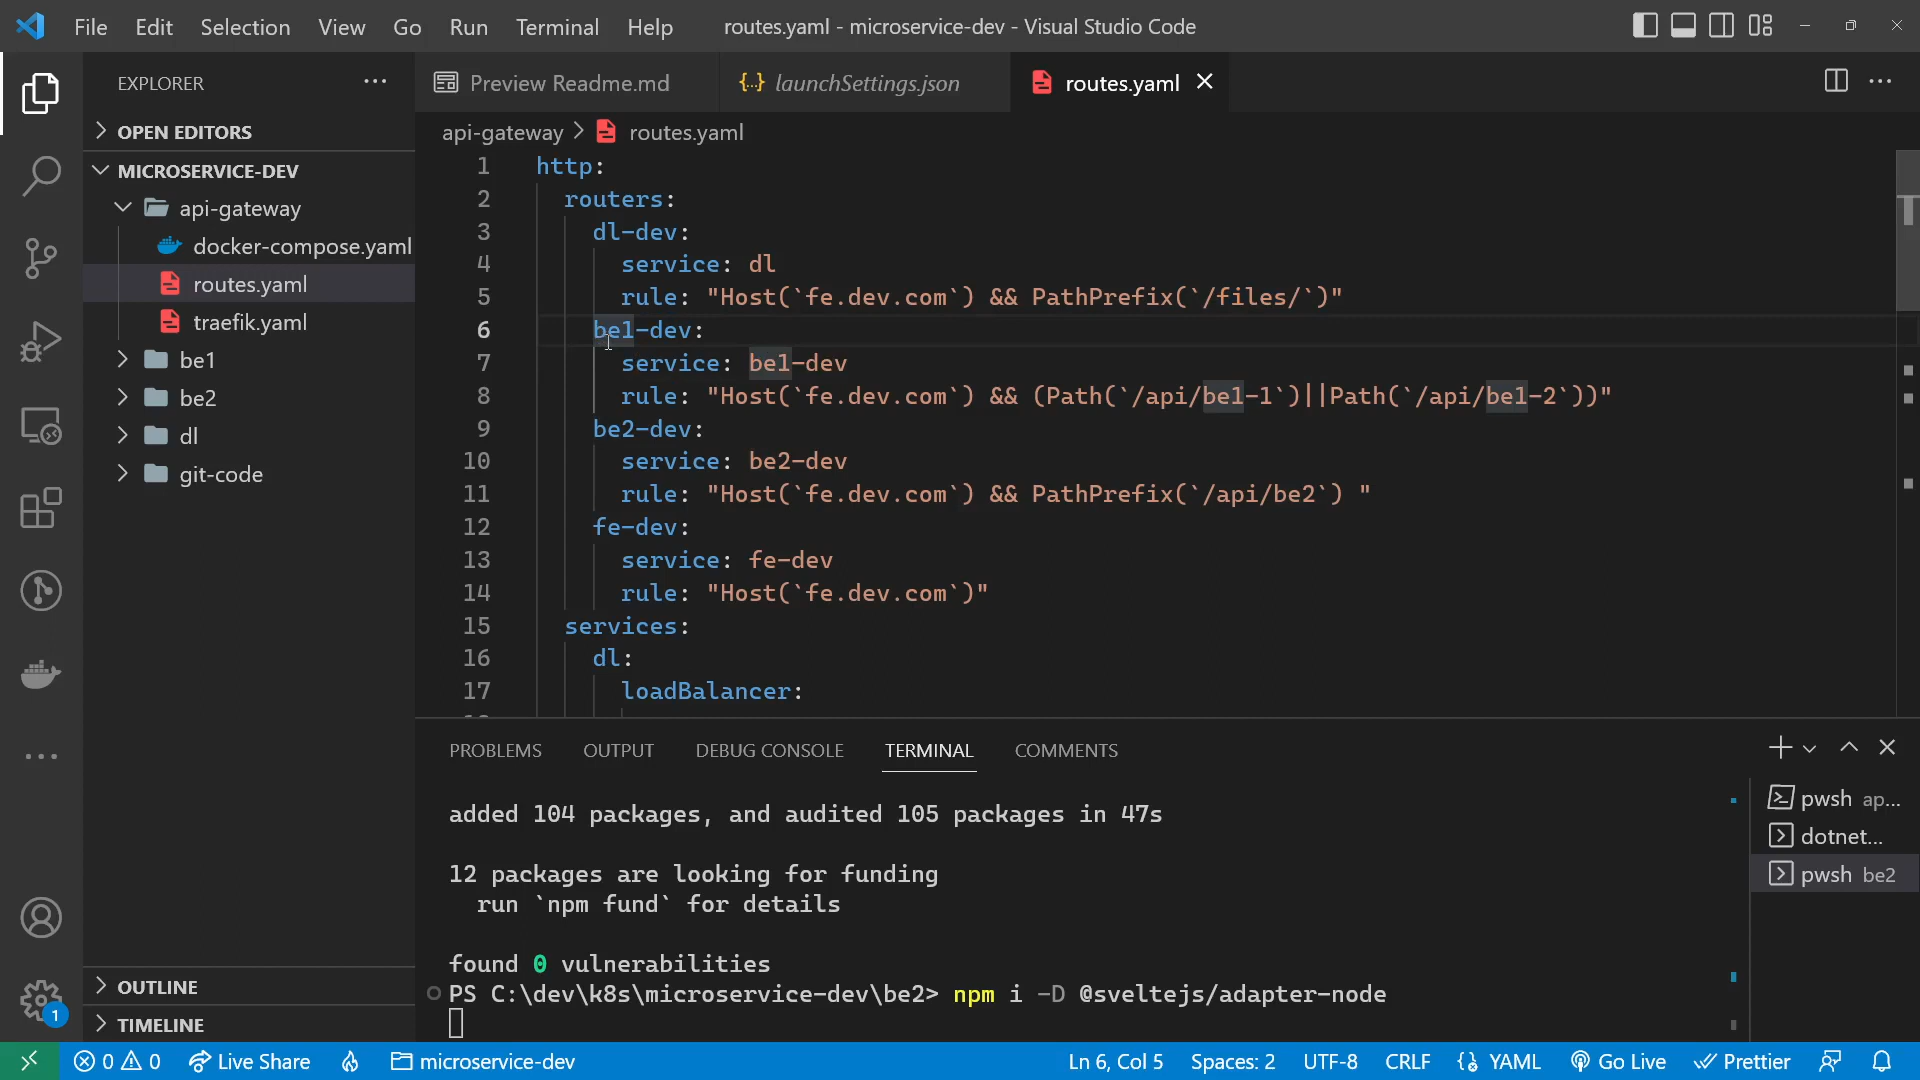 File Edit Selection View Go Run Terminal Help routes.yaml - microservice-dev - Visual Studio Code
EXPLORER
Preview Readme.md
launchSettings.json
routes.yaml
OPEN EDITORS
MICROSERVICE-DEV
api-gateway
docker-compose.yaml
routes.yaml
traefik.yaml
be1
be2
dl
git-code
OUTLINE
TIMELINE
api-gateway > routes.yaml
1 http:
2 routers:
3 dl-dev:
4 service: dl
5 rule: "Host(`fe.dev.com`) && PathPrefix(`/files/`)"
6 be1-dev:
7 service: be1-dev
8 rule: "Host(`fe.dev.com`) && (Path(`/api/be1-1`)||Path(`/api/be1-2`))"
9 be2-dev:
10 service: be2-dev
11 rule: "Host(`fe.dev.com`) && PathPrefix(`/api/be2`) "
12 fe-dev:
13 service: fe-dev
14 rule: "Host(`fe.dev.com`)"
15 services:
16 dl:
17 loadBalancer:
PROBLEMS OUTPUT DEBUG CONSOLE TERMINAL COMMENTS
added 104 packages, and audited 105 packages in 47s
12 packages are looking for funding
run `npm fund` for details
found 0 vulnerabilities
PS C:\dev\k8s\microservice-dev\be2> npm i -D @sveltejs/adapter-node
pwsh ap...
dotnet...
pwsh be2
1
0 0 Live Share microservice-dev Ln 6, Col 5 Spaces: 2 UTF-8 CRLF YAML Go Live Prettier